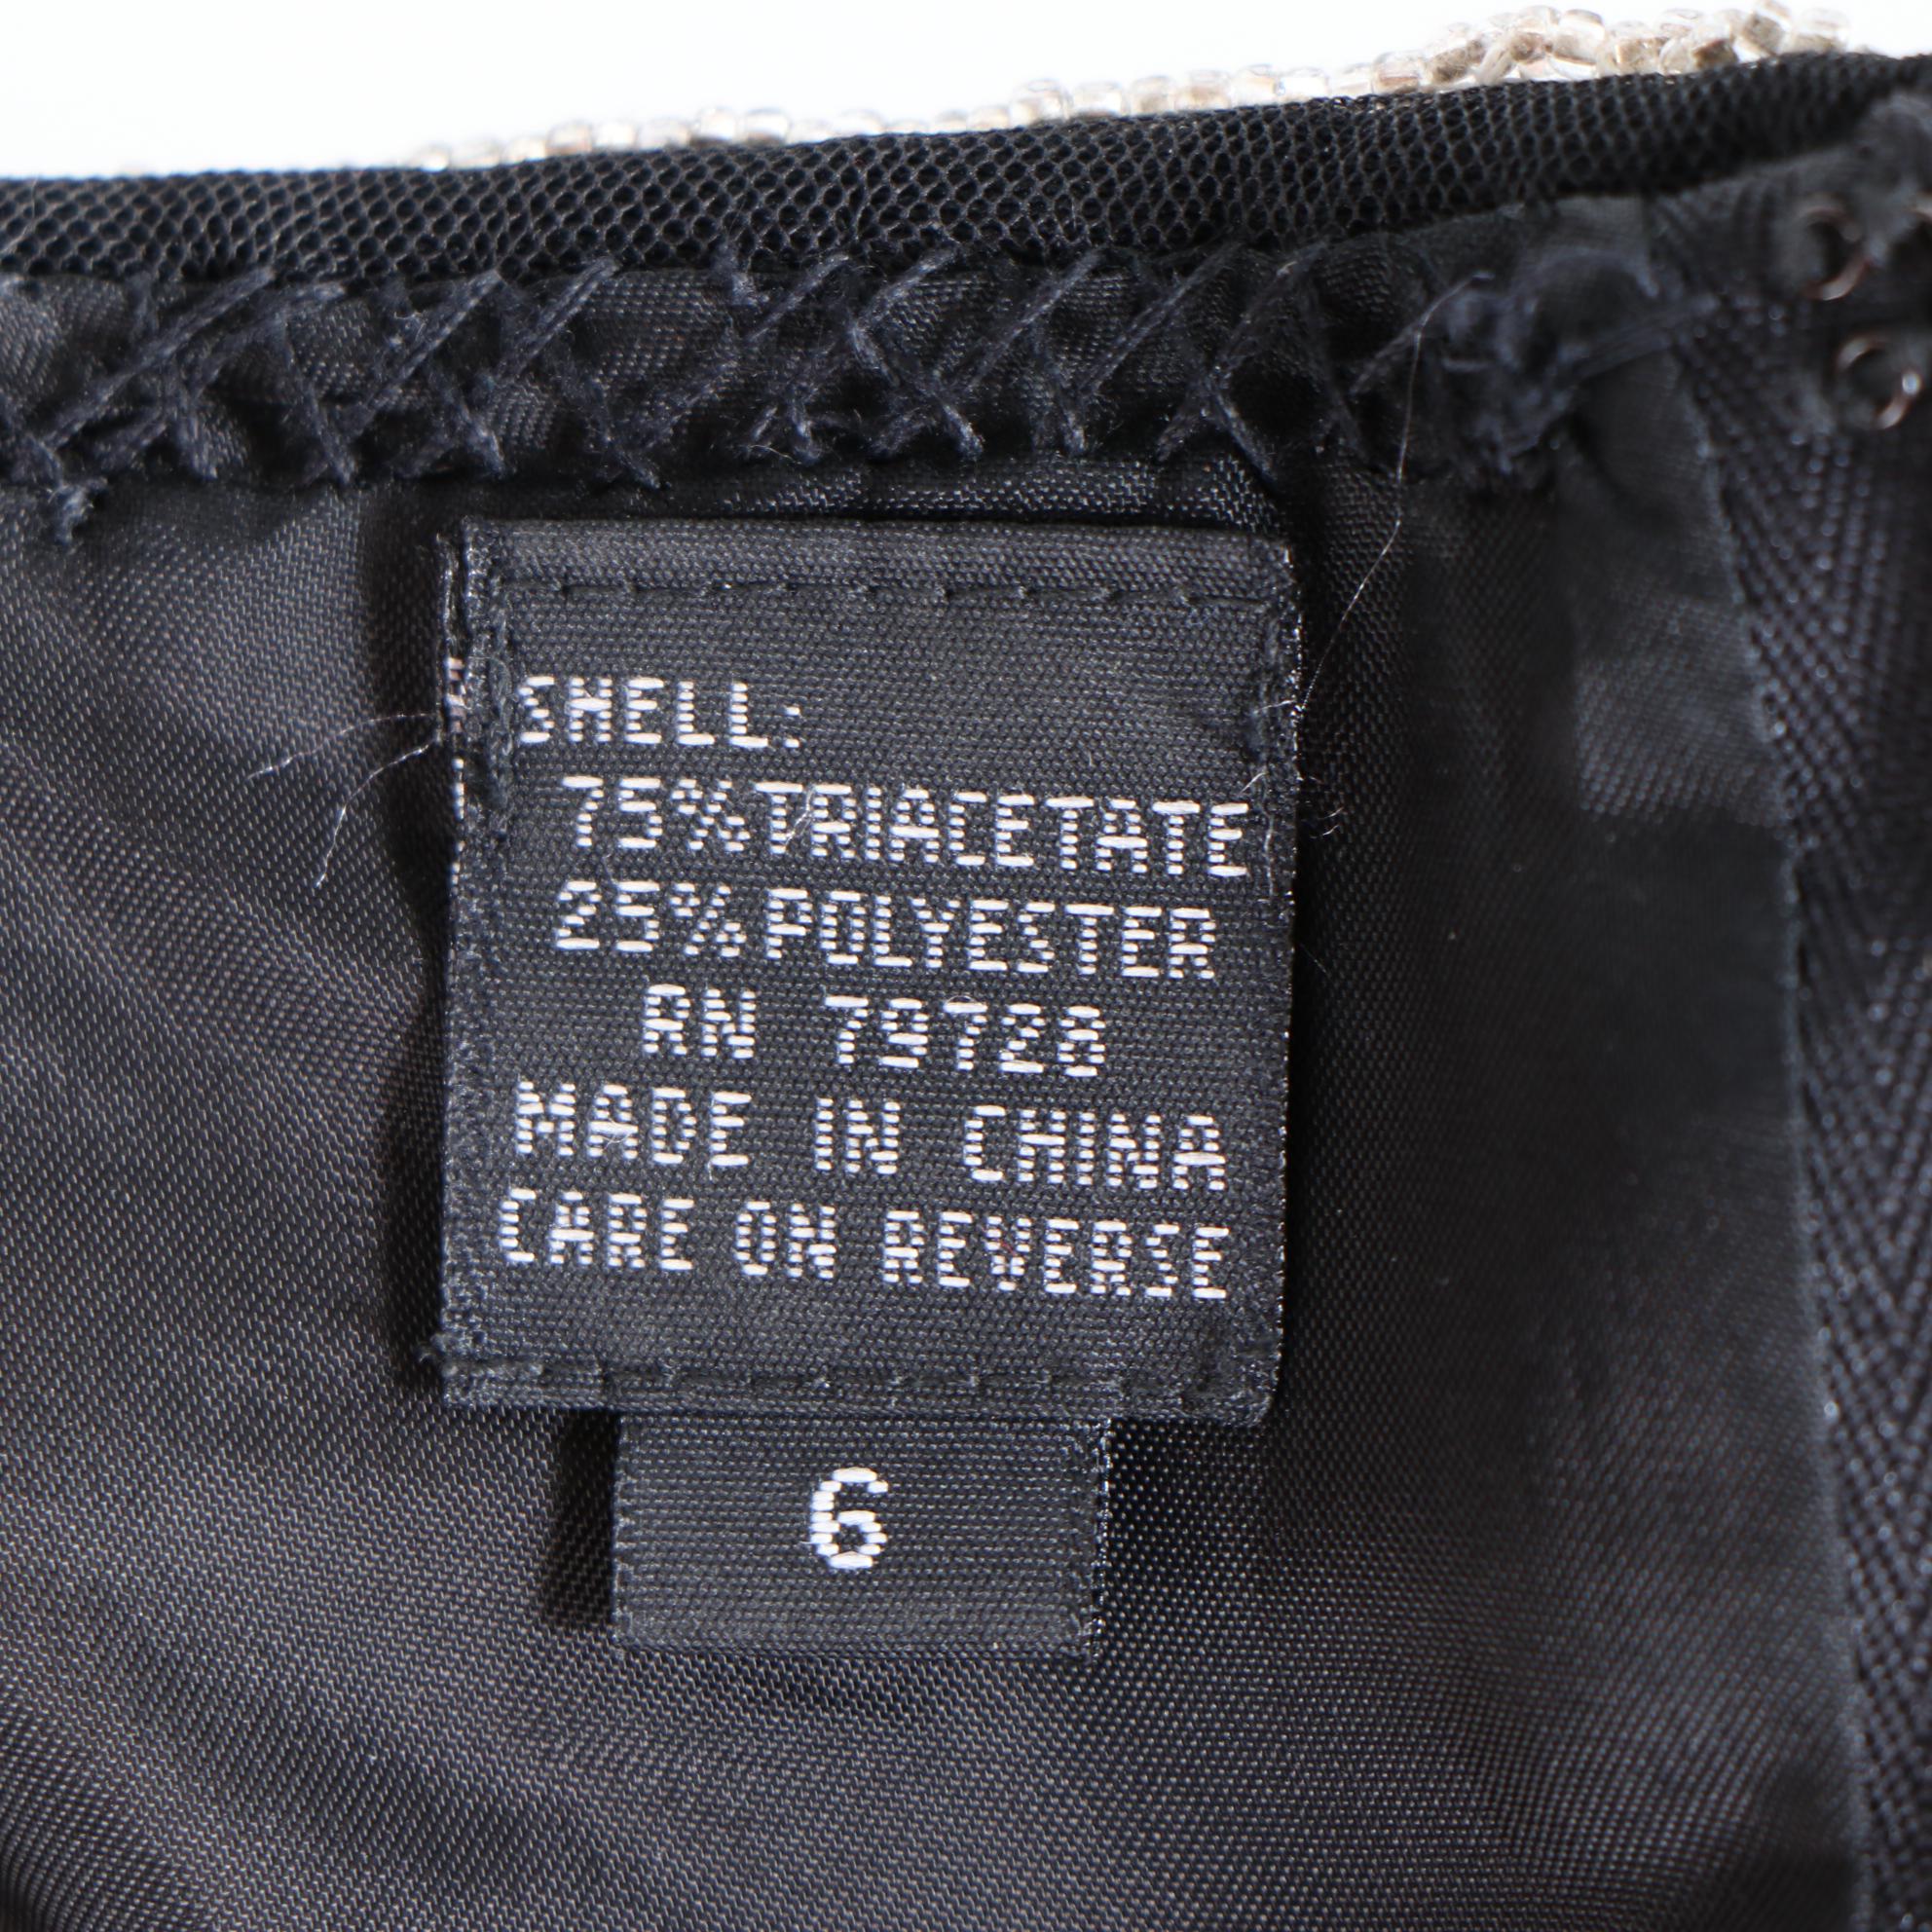 SHELL:
75% TRIACETATE
25% POLYESTER
RN 79728
MADE IN CHINA
CARE ON REVERSE
6